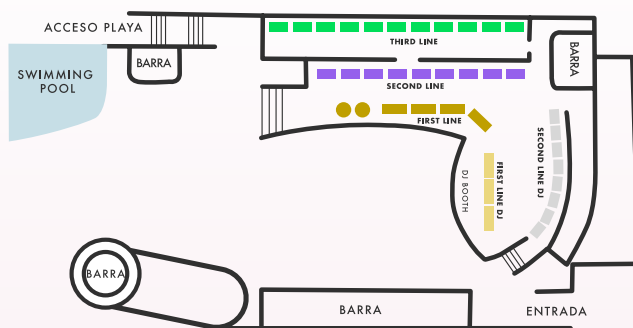 ACCESO PLAYA
THIRD LINE
BARRA
BARRA
SWIMMING
POOL
SECOND LINE
FIRST LINE
SECOND LINE DJ
FIRST LINE DJ
DJ BOOTH
BARRA
BARRA
ENTRADA